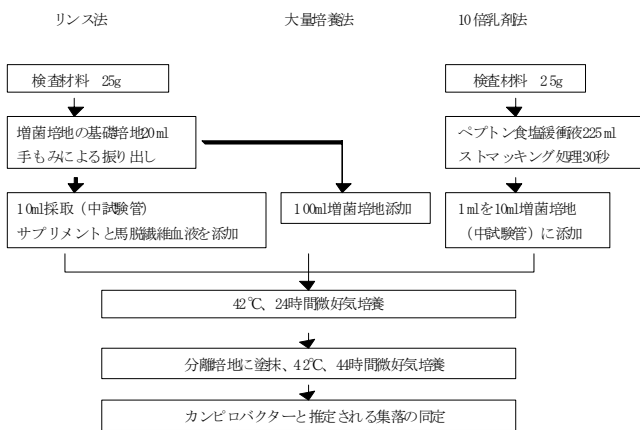 リンス法
大量培養法
10倍乳剤法
検査材料 25g
検査材料 25g
増菌培地の基礎培地20ml
手もみによる振り出し
ペプトン食塩緩衝液225ml
ストマッキング処理30秒
10ml採取(中試験管)
サプリメントと馬脱繊維血液を添加
100ml増菌培地添加
1mlを10ml増菌培地
(中試験管)に添加
42℃、24時間微好気培養
分離培地に塗抹、42℃、44時間微好気培養
カンピロバクターと推定される集落の同定